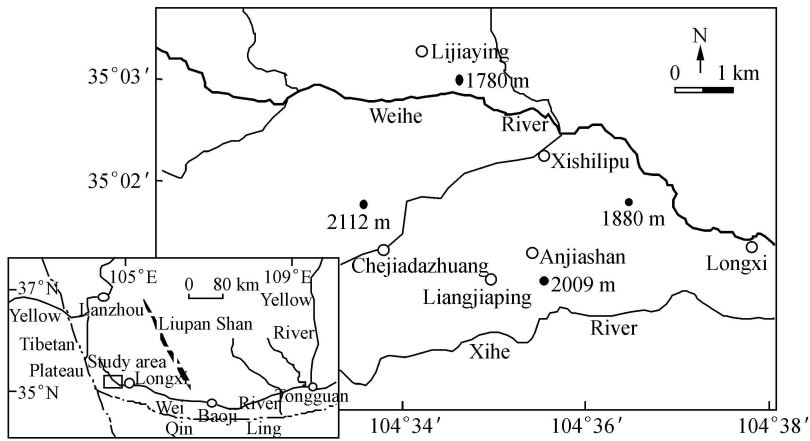 Lijiaying
N
35°03′
1780 m
0 1 km
Weihe River
Xishilipu
35°02′
2112 m
1880 m
Chejiadazhuang
Anjiashan
Longxi
Liangjiaping
2009 m
River
Xihe
104°34′
104°36′
104°38′
105°E
109°E
37°N
0 80 km
Yellow
Lanzhou
Yellow
Liupan Shan
River
Tibetan
Plateau
Study area
Longxi
35°N
Tongguan
Wei
River
Baoji
Qin
Ling